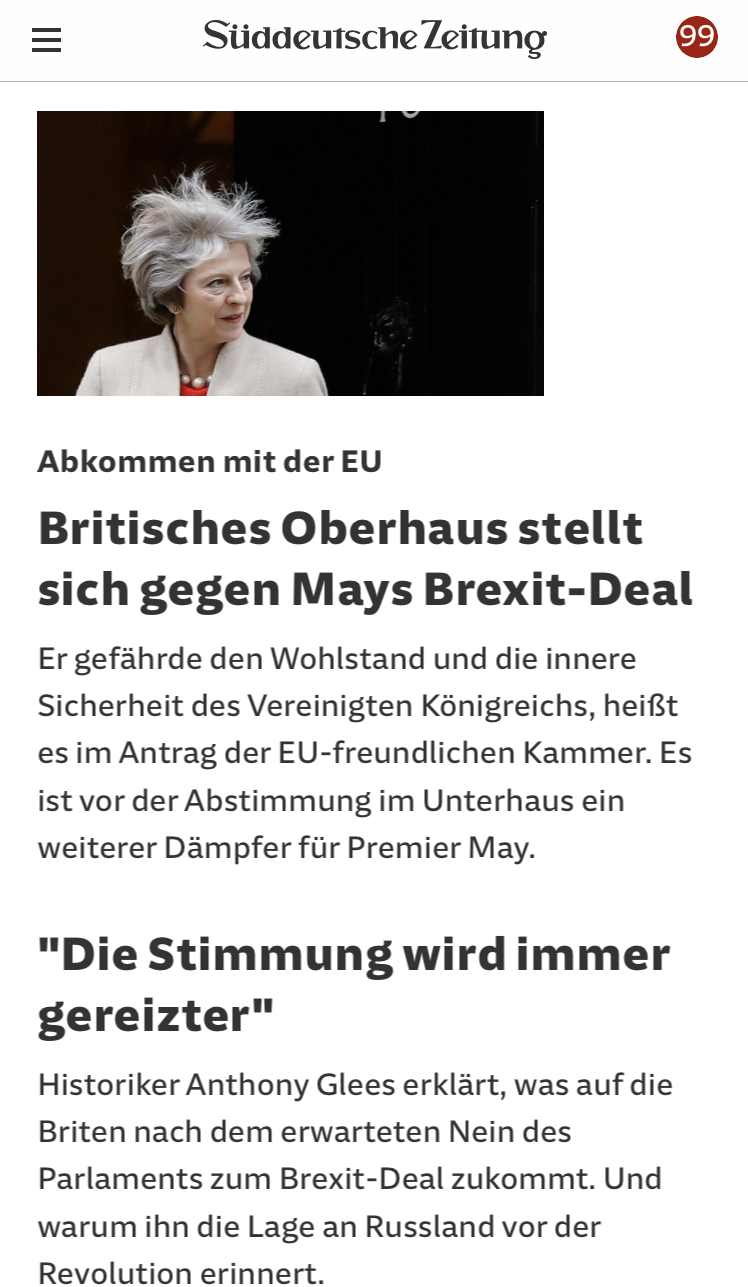 Süddeutsche Zeitung
99
Abkommen mit der EU
Britisches Oberhaus stellt
sich gegen Mays Brexit-Deal
Er gefährde den Wohlstand und die innere
Sicherheit des Vereinigten Königreichs, heißt
es im Antrag der EU-freundlichen Kammer. Es
ist vor der Abstimmung im Unterhaus ein
weiterer Dämpfer für Premier May.
"Die Stimmung wird immer
gereizter"
Historiker Anthony Glees erklärt, was auf die
Briten nach dem erwarteten Nein des
Parlaments zum Brexit-Deal zukommt. Und
warum ihn die Lage an Russland vor der
Revolution erinnert.